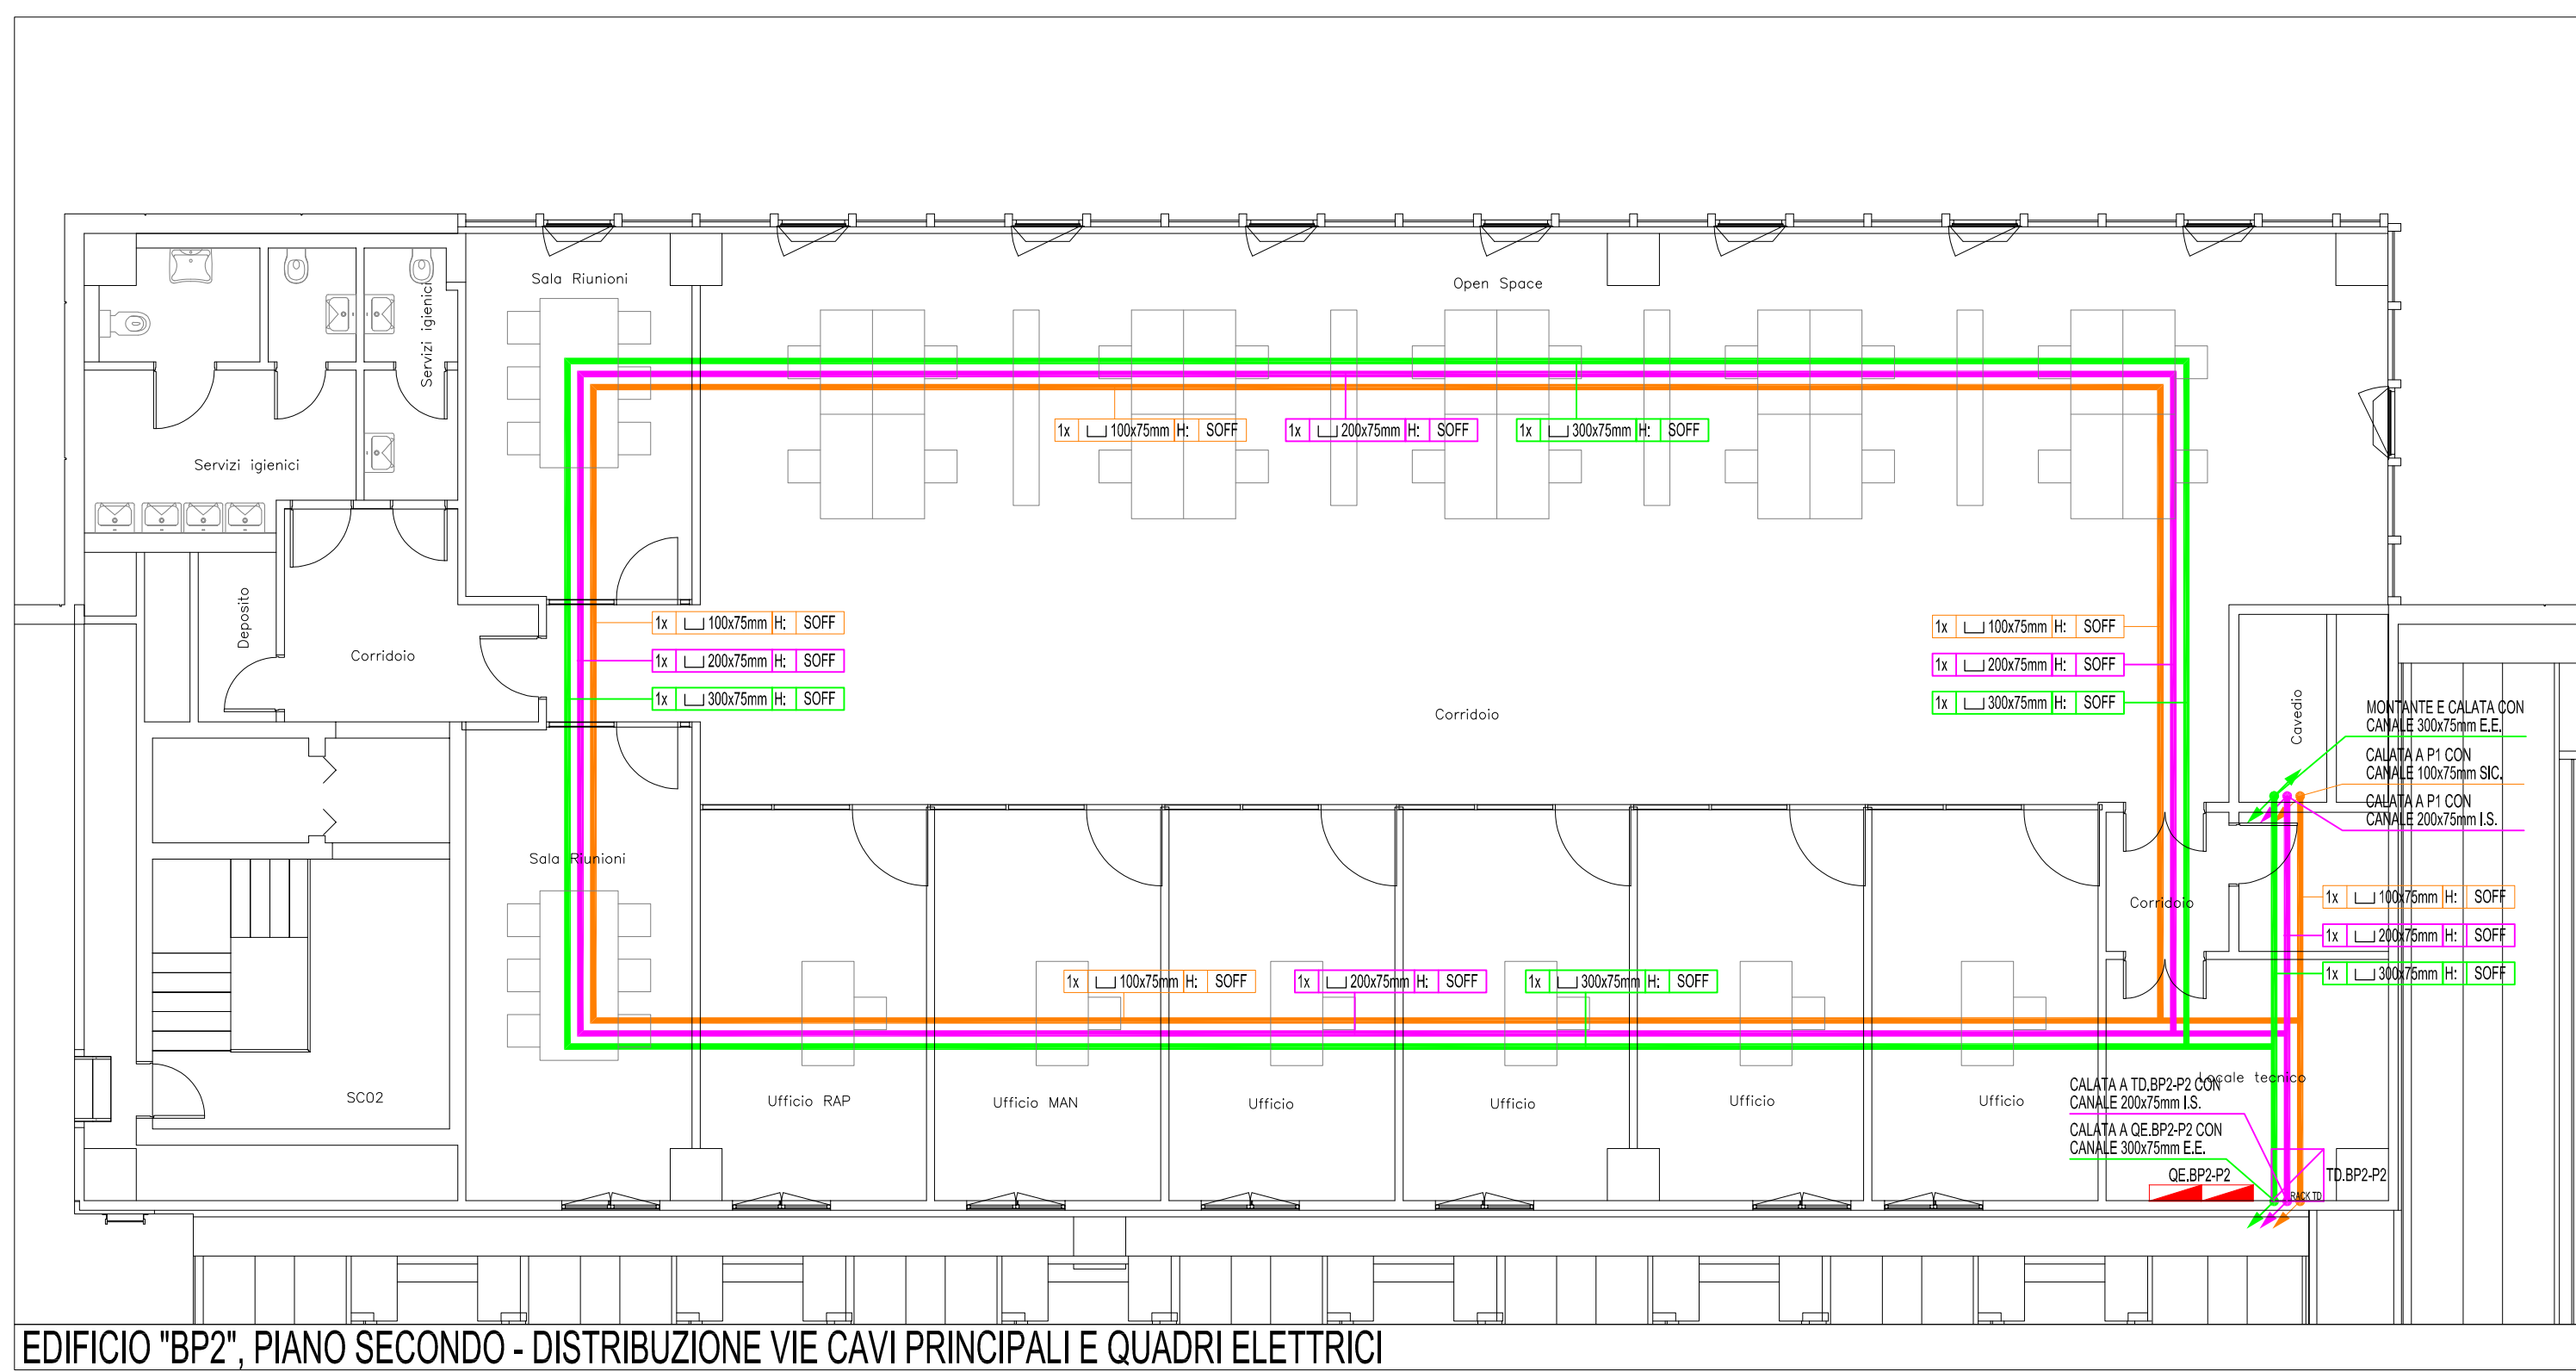 Sala Riunioni
Open Space
Servizi igienici
1x 100x75mm H: SOFF
1x 200x75mm H: SOFF
1x 300x75mm H: SOFF
Servizi igienici
Deposito
Corridoio
1x 100x75mm H: SOFF
1x 200x75mm H: SOFF
1x 300x75mm H: SOFF
1x 100x75mm H: SOFF
1x 200x75mm H: SOFF
1x 300x75mm H: SOFF
Corridoio
Cavedio
MONTANTE E CALATA CON
CANALE 300x75mm E.E.
CALATA A P1 CON
CANALE 100x75mm SIC.
CALATA A P1 CON
CANALE 200x75mm I.S.
Sala Riunioni
Corridoio
1x 100x75mm H: SOFF
1x 200x75mm H: SOFF
1x 300x75mm H: SOFF
1x 100x75mm H: SOFF
1x 200x75mm H: SOFF
1x 300x75mm H: SOFF
SC02
Ufficio RAP
Ufficio MAN
Ufficio
Ufficio
Ufficio
Ufficio
Locale tecnico
CALATA A TD.BP2-P2 CON
CANALE 200x75mm I.S.
CALATA A QE.BP2-P2 CON
CANALE 300x75mm E.E.
QE.BP2-P2
TD.BP2-P2
RACK TD
EDIFICIO "BP2", PIANO SECONDO - DISTRIBUZIONE VIE CAVI PRINCIPALI E QUADRI ELETTRICI